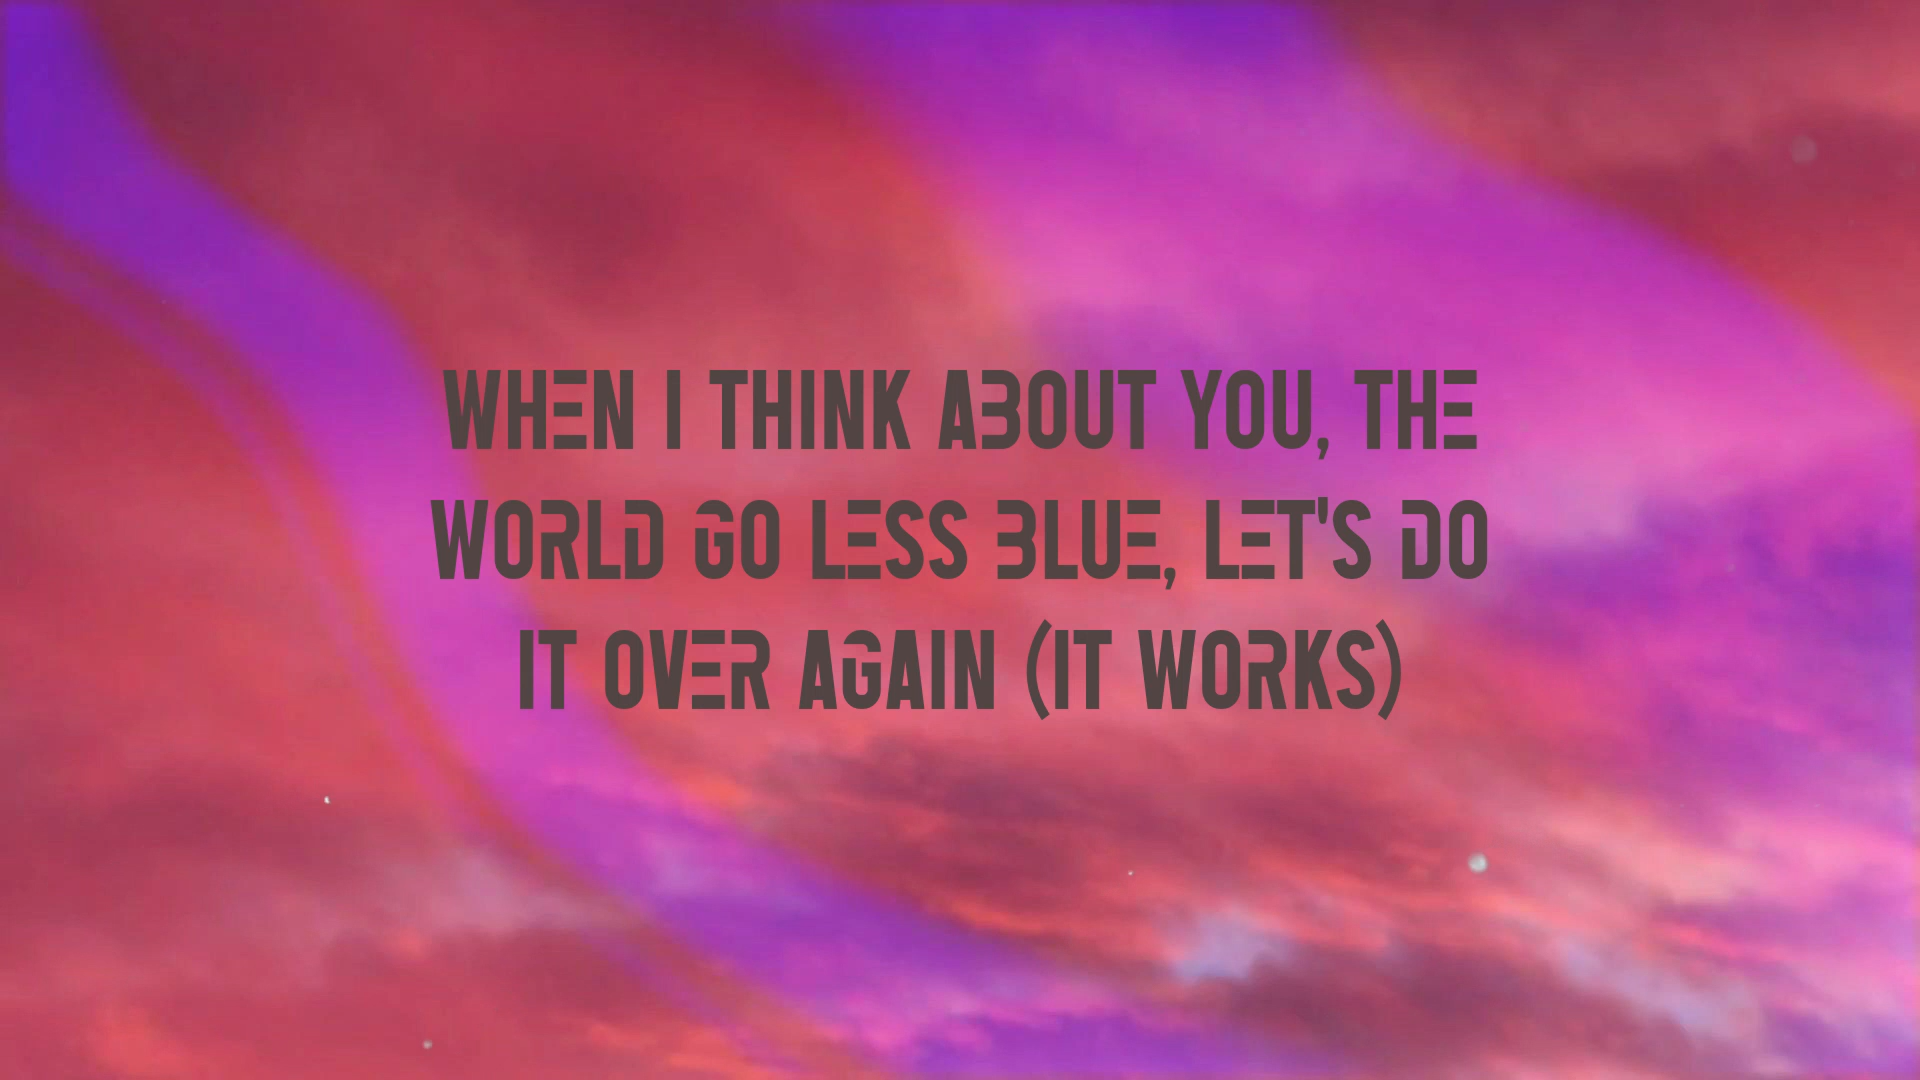 WHEN I THINK ABOUT YOU, THE
WORLD GO LESS BLUE, LET'S DO
IT OVER AGAIN (IT WORKS)